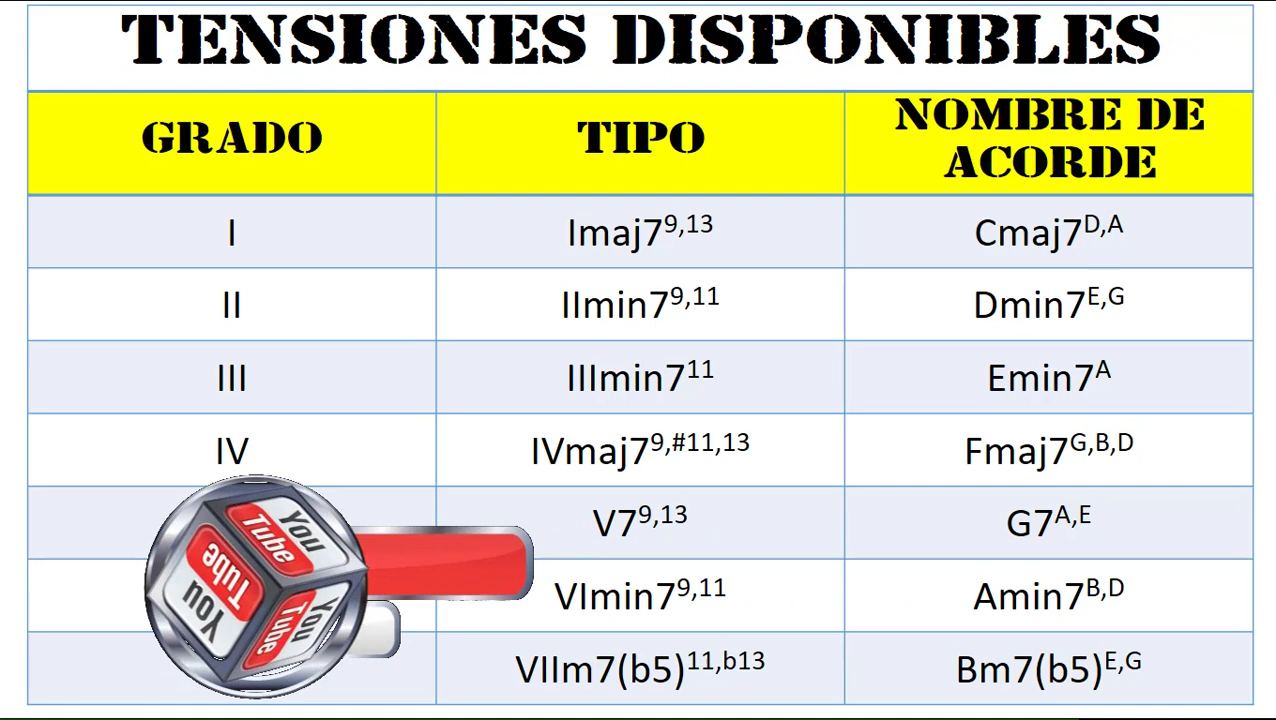 TENSIONES DISPONIBLES
GRADO TIPO NOMBRE DE ACORDE
I Imaj7⁹,¹³ Cmaj7ᴰ,ᴬ
II IImin7⁹,¹¹ Dmin7ᴱ,ᴳ
III IIImin7¹¹ Emin7ᴬ
IV IVmaj7⁹,#¹¹,¹³ Fmaj7ᴳ,ᴮ,ᴰ
V7⁹,¹³ G7ᴬ,ᴱ
VImin7⁹,¹¹ Amin7ᴮ,ᴰ
VIIm7(b5)¹¹,b¹³ Bm7(b5)ᴱ,ᴳ
You Tube
You Tube
You Tube